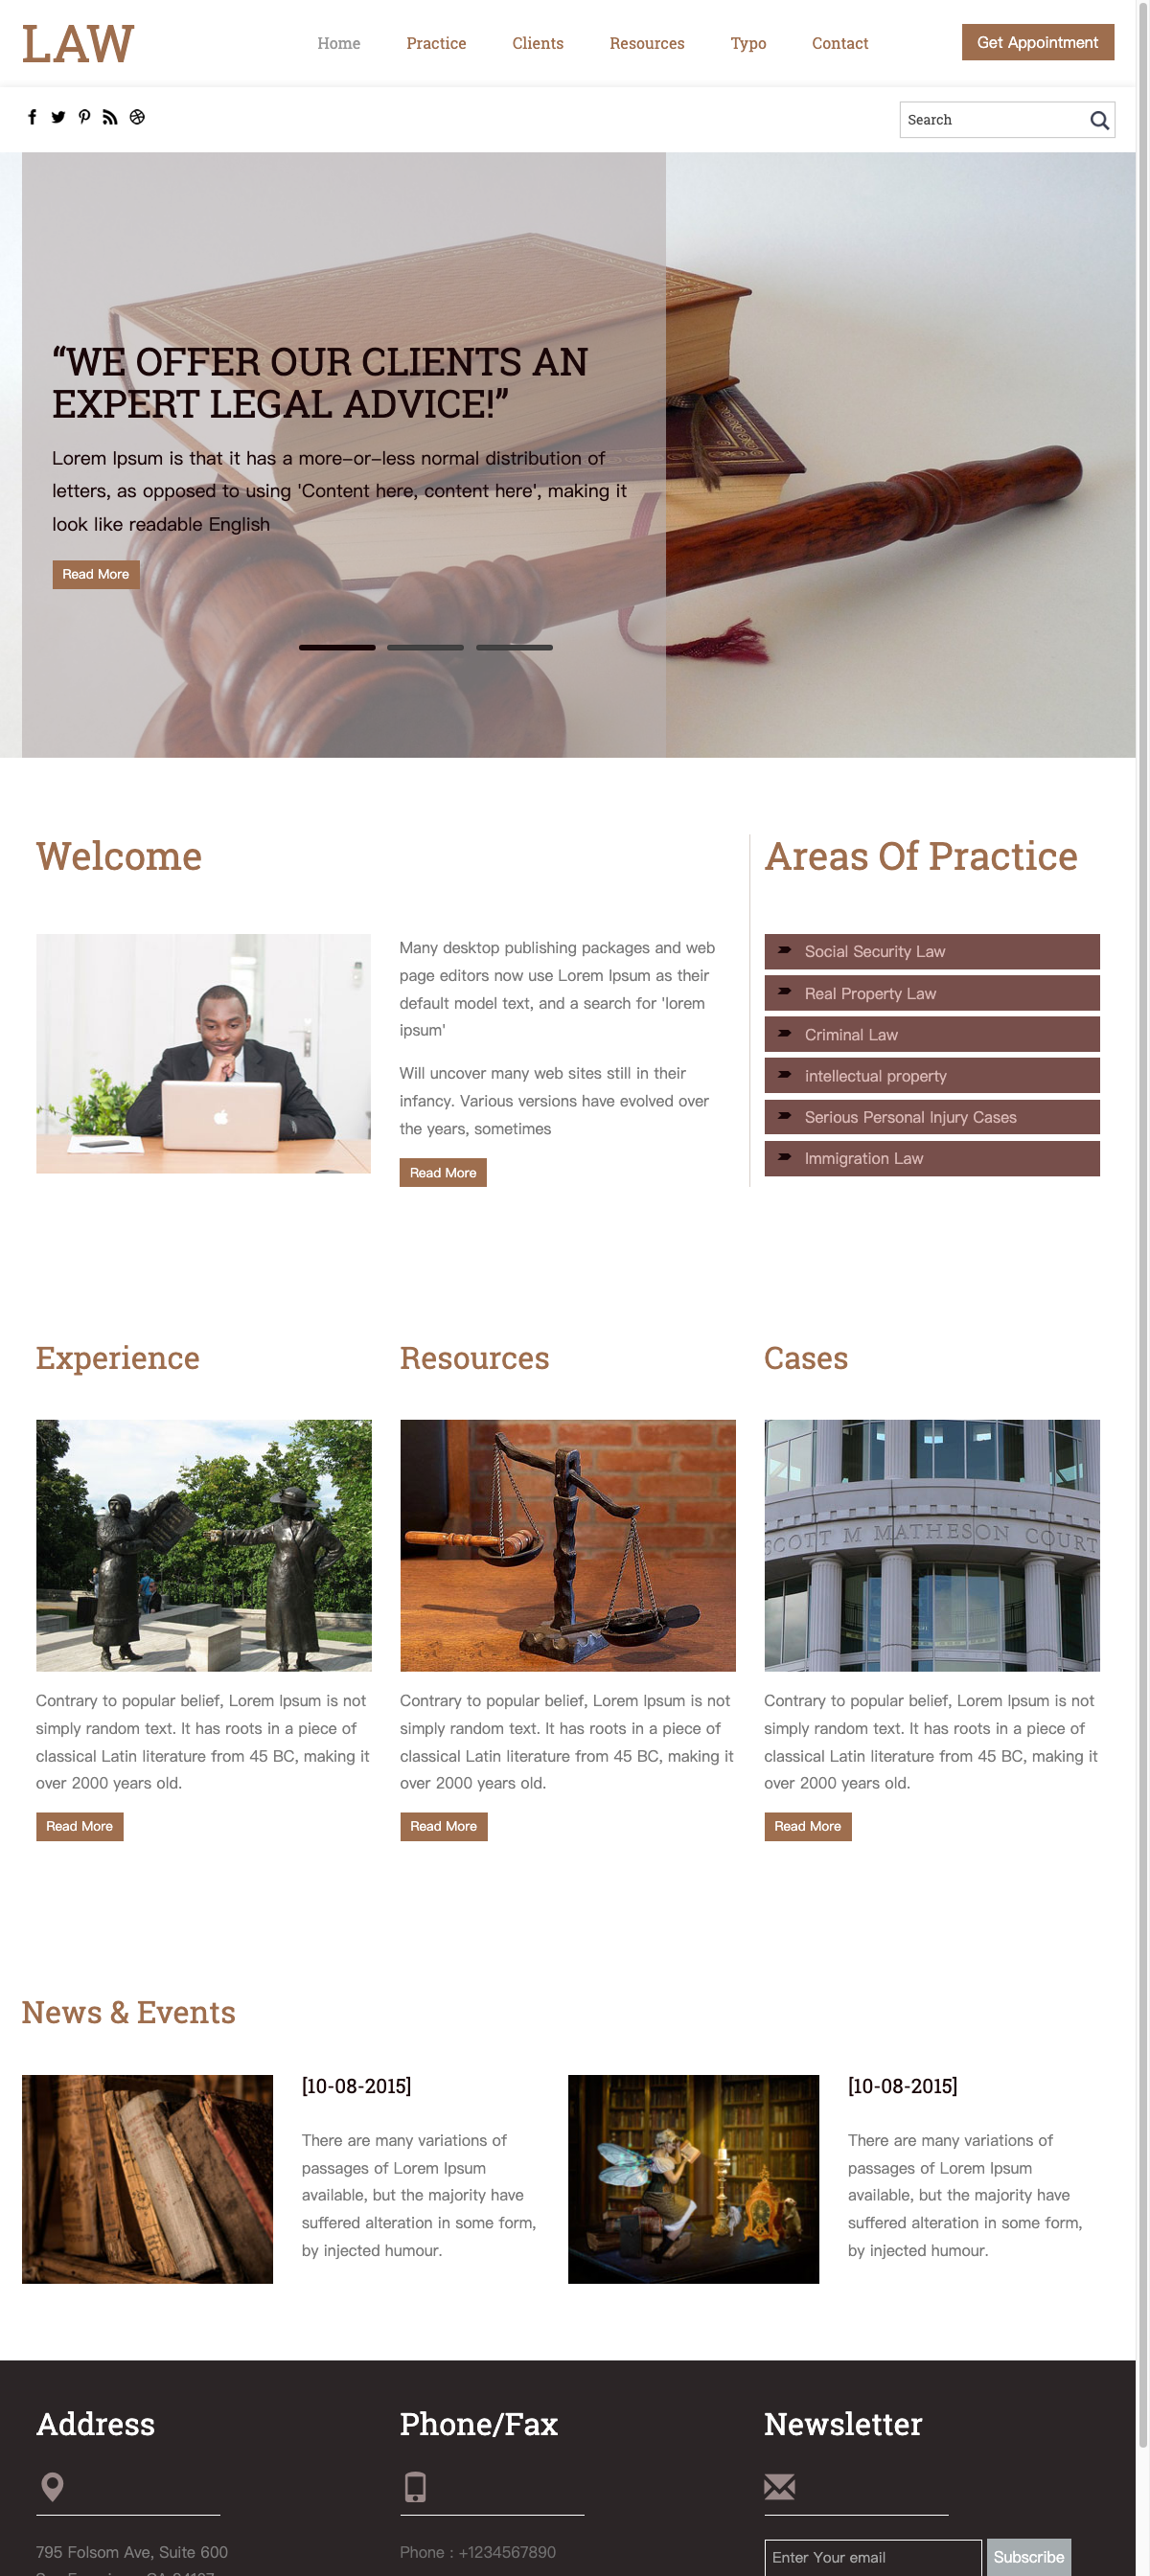 LAW
Home Practice Clients Resources Typo Contact
Get Appointment
Search
“WE OFFER OUR CLIENTS AN
EXPERT LEGAL ADVICE!”
Lorem Ipsum is that it has a more-or-less normal distribution of
letters, as opposed to using 'Content here, content here', making it
look like readable English
Read More
Welcome
Many desktop publishing packages and web
page editors now use Lorem Ipsum as their
default model text, and a search for 'lorem
ipsum'
Will uncover many web sites still in their
infancy. Various versions have evolved over
the years, sometimes
Read More
Areas Of Practice
Social Security Law
Real Property Law
Criminal Law
intellectual property
Serious Personal Injury Cases
Immigration Law
Experience
Contrary to popular belief, Lorem Ipsum is not
simply random text. It has roots in a piece of
classical Latin literature from 45 BC, making it
over 2000 years old.
Read More
Resources
Contrary to popular belief, Lorem Ipsum is not
simply random text. It has roots in a piece of
classical Latin literature from 45 BC, making it
over 2000 years old.
Read More
Cases
SCOTT M MATHESON COURT
Contrary to popular belief, Lorem Ipsum is not
simply random text. It has roots in a piece of
classical Latin literature from 45 BC, making it
over 2000 years old.
Read More
News & Events
[10-08-2015]
There are many variations of
passages of Lorem Ipsum
available, but the majority have
suffered alteration in some form,
by injected humour.
[10-08-2015]
There are many variations of
passages of Lorem Ipsum
available, but the majority have
suffered alteration in some form,
by injected humour.
Address
795 Folsom Ave, Suite 600
Phone/Fax
Phone : +1234567890
Newsletter
Enter Your email
Subscribe